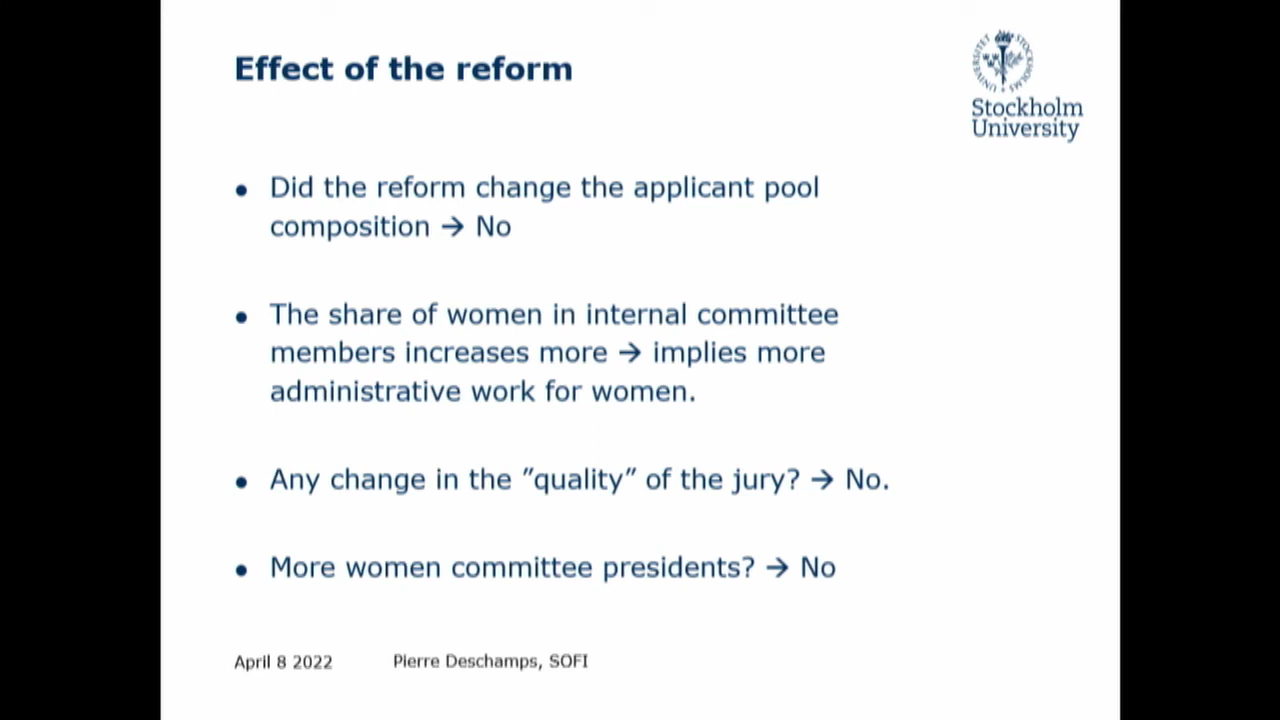 Effect of the reform
Stockholm
University
● Did the reform change the applicant pool
composition → No
● The share of women in internal committee
members increases more → implies more
administrative work for women.
● Any change in the ”quality” of the jury? → No.
● More women committee presidents? → No
April 8 2022 Pierre Deschamps, SOFI